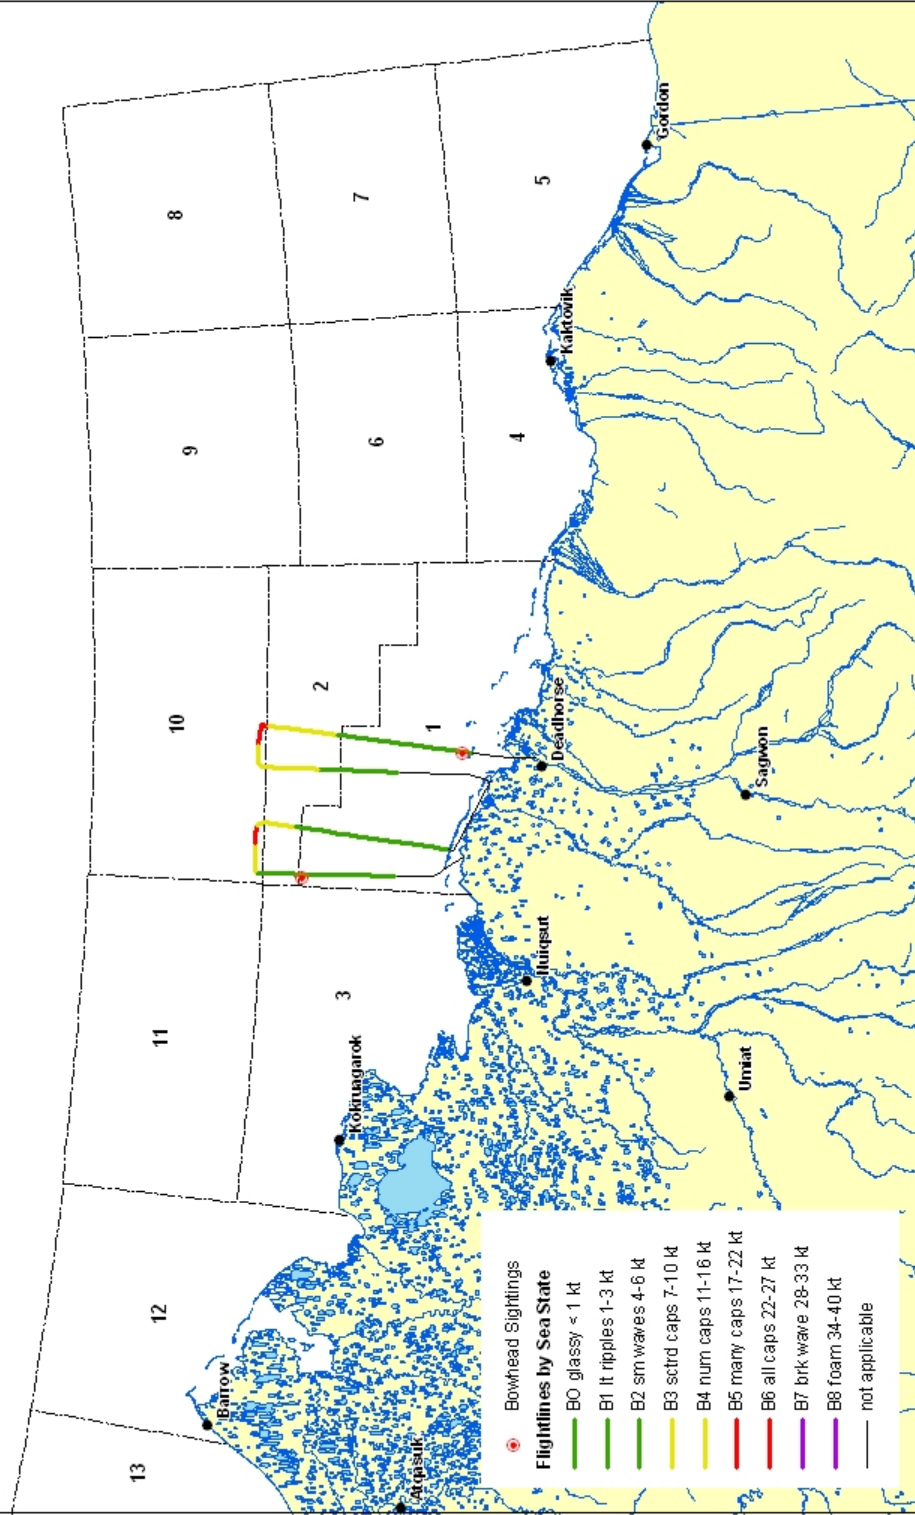 8
7
5
Gordon
9
6
4
Kaktovik
10
2
1
Deadhorse
Sagwon
11
3
Nuiqsut
Kokruagarok
Umiat
12
Barrow
13
Atqasuk
Bowhead Sightings
Flightlines by Sea State
B0 glassy < 1 kt
B1 lt ripples 1-3 kt
B2 sm waves 4-6 kt
B3 sctrd caps 7-10 kt
B4 num caps 11-16 kt
B5 many caps 17-22 kt
B6 all caps 22-27 kt
B7 brk wave 28-33 kt
B8 foam 34-40 kt
not applicable